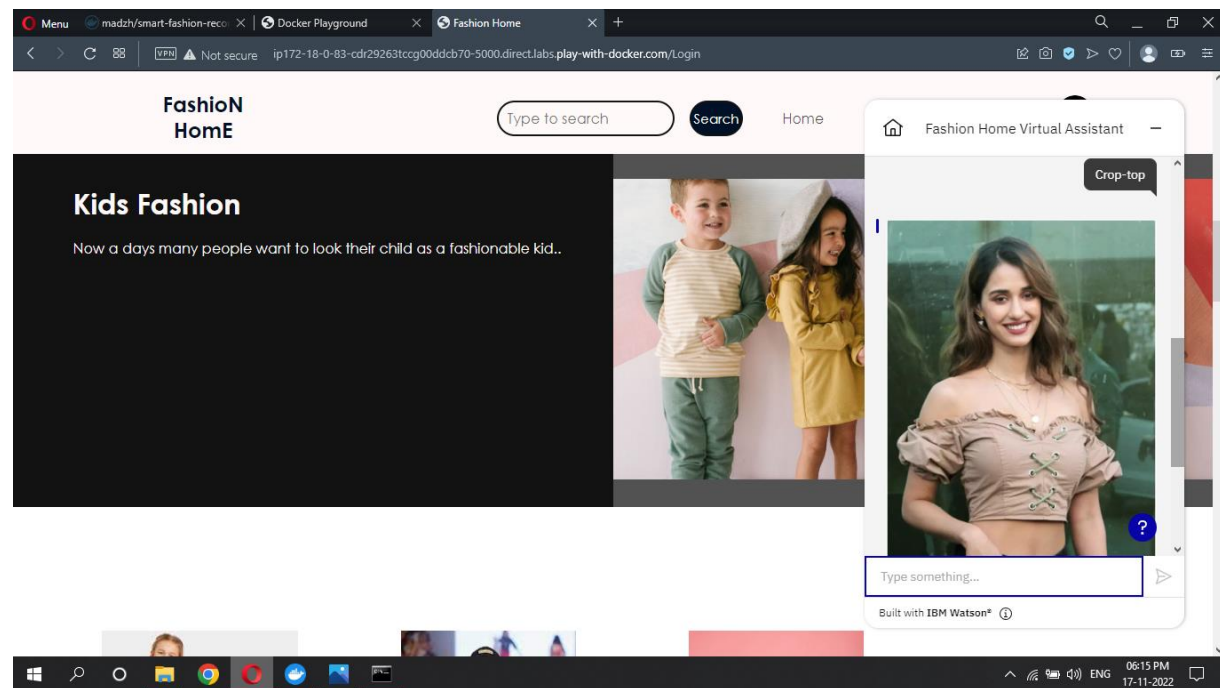 Menu
madzh/smart-fashion-reco
Docker Playground
Fashion Home
VPN
Not secure
ip172-18-0-83-cdr29263tccg00ddcb70-5000.direct.labs.play-with-docker.com/Login
FashioN
HomE
Type to search
Search
Home
Kids Fashion
Now a days many people want to look their child as a fashionable kid..
Fashion Home Virtual Assistant
Crop-top
?
Type something...
Built with IBM Watson®
ENG
06:15 PM
17-11-2022